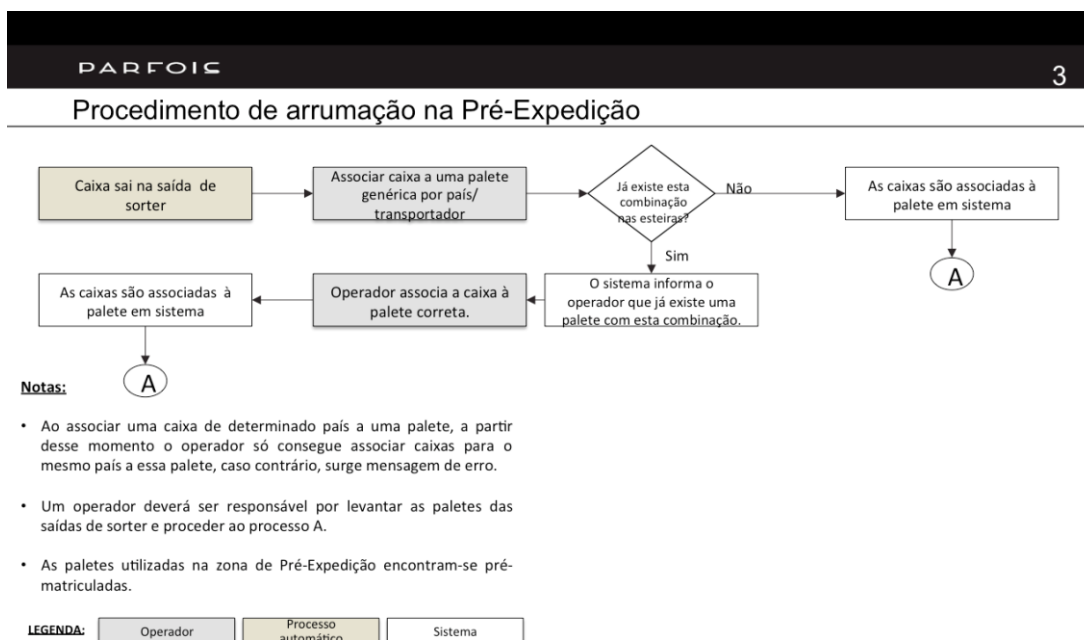 PARFOIS
3
Procedimento de arrumação na Pré-Expedição
Caixa sai na saída de
sorter
Associar caixa a uma palete
genérica por país/
transportador
Já existe esta
combinação
nas esteiras?
Não
As caixas são associadas à
palete em sistema
A
Sim
O sistema informa o
operador que já existe uma
palete com esta combinação.
Operador associa a caixa à
palete correta.
As caixas são associadas à
palete em sistema
A
Notas:
• Ao associar uma caixa de determinado país a uma palete, a partir
desse momento o operador só consegue associar caixas para o
mesmo país a essa palete, caso contrário, surge mensagem de erro.
• Um operador deverá ser responsável por levantar as paletes das
saídas de sorter e proceder ao processo A.
• As paletes utilizadas na zona de Pré-Expedição encontram-se pré-
matriculadas.
LEGENDA:
Operador
Processo
automático
Sistema